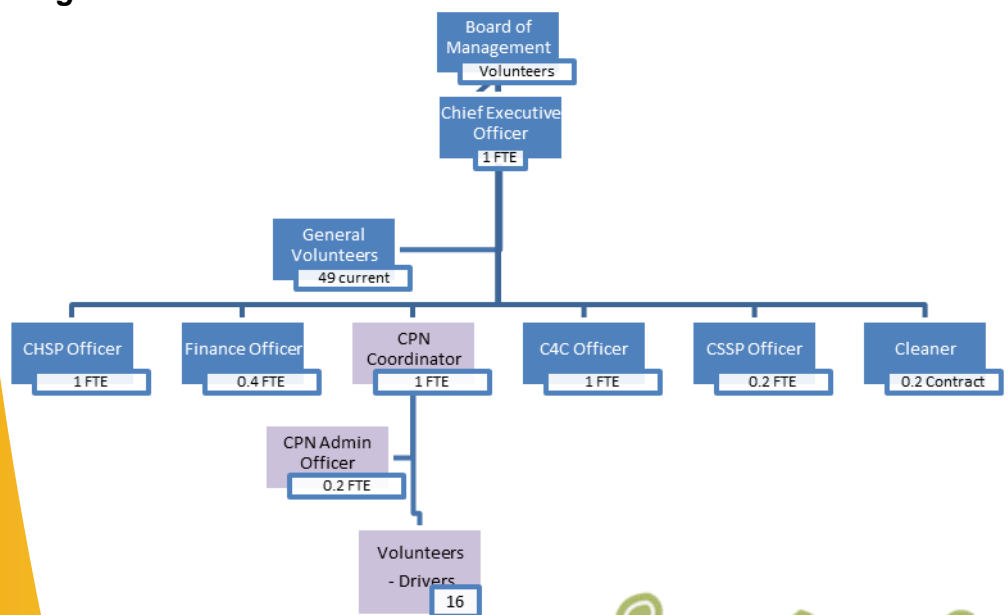 Board of
Management
Volunteers
Chief Executive
Officer
1 FTE
General
Volunteers
49 current
CHSP Officer
1 FTE
Finance Officer
0.4 FTE
CPN
Coordinator
1 FTE
C4C Officer
1 FTE
CSSP Officer
0.2 FTE
Cleaner
0.2 Contract
CPN Admin
Officer
0.2 FTE
Volunteers
- Drivers
16